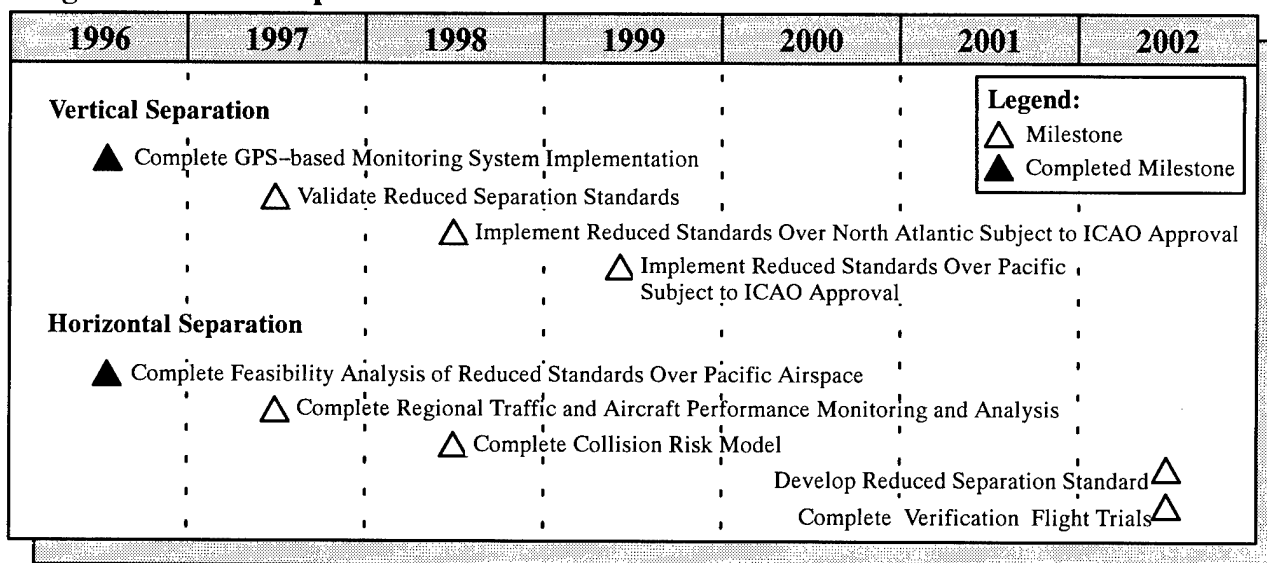 1996 1997 1998 1999 2000 2001 2002
Legend:
Milestone
Completed Milestone
Vertical Separation
Complete GPS–based Monitoring System Implementation
Validate Reduced Separation Standards
Implement Reduced Standards Over North Atlantic Subject to ICAO Approval
Implement Reduced Standards Over Pacific
Subject to ICAO Approval
Horizontal Separation
Complete Feasibility Analysis of Reduced Standards Over Pacific Airspace
Complete Regional Traffic and Aircraft Performance Monitoring and Analysis
Complete Collision Risk Model
Develop Reduced Separation Standard
Complete Verification Flight Trials